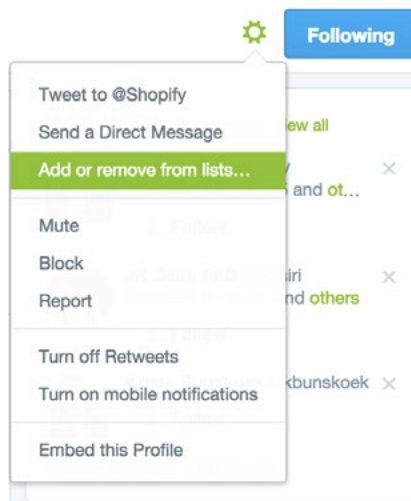 Following
Tweet to @Shopify
Send a Direct Message
ew all
Add or remove from lists...
and ot...
Mute
Block
siri
Report
nd others
Turn off Retweets
Turn on mobile notifications
kbunskoek
Embed this Profile